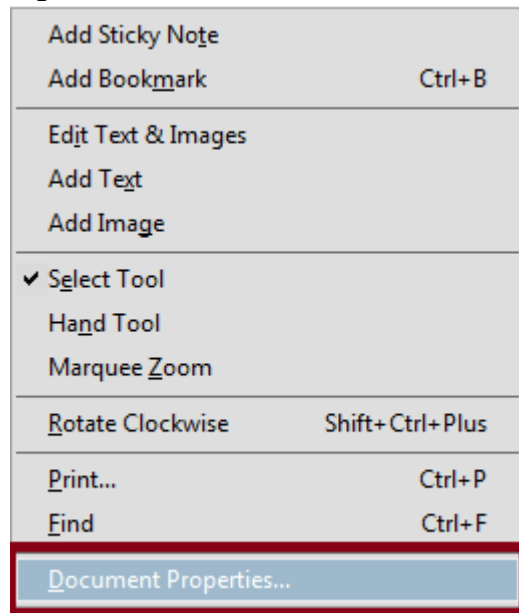 Add Sticky Note
Add Bookmark Ctrl+B
Edit Text & Images
Add Text
Add Image
Select Tool
Hand Tool
Marquee Zoom
Rotate Clockwise Shift+Ctrl+Plus
Print... Ctrl+P
Find Ctrl+F
Document Properties...